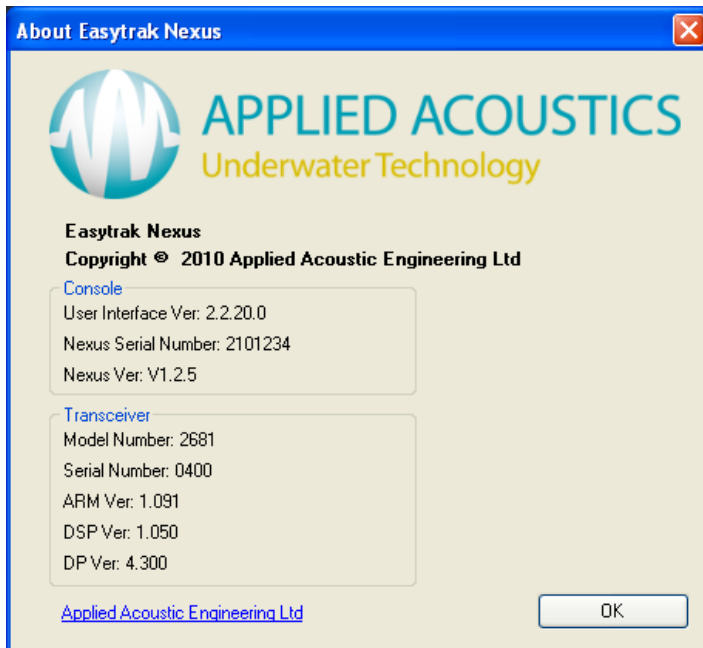 About Easytrak Nexus
APPLIED ACOUSTICS
Underwater Technology
Easytrak Nexus
Copyright © 2010 Applied Acoustic Engineering Ltd
Console
User Interface Ver: 2.2.20.0
Nexus Serial Number: 2101234
Nexus Ver: V1.2.5
Transceiver
Model Number: 2681
Serial Number: 0400
ARM Ver: 1.091
DSP Ver: 1.050
DP Ver: 4.300
Applied Acoustic Engineering Ltd
OK